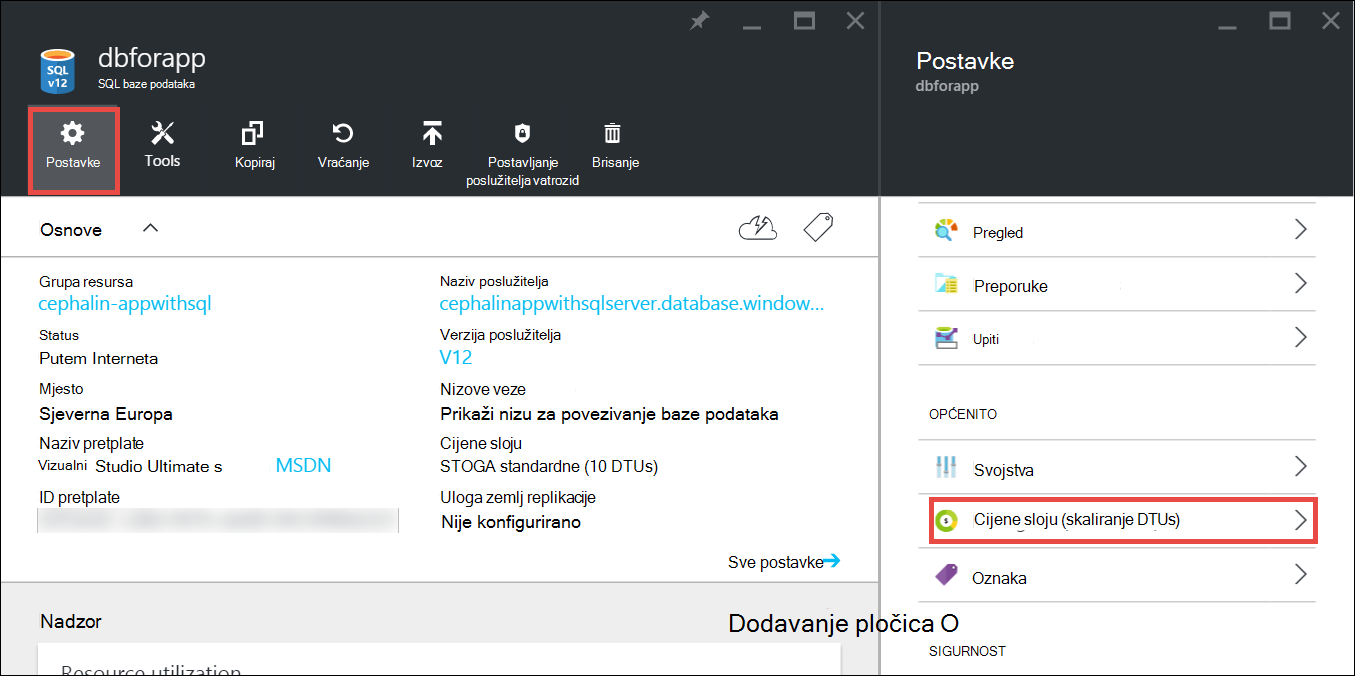 dbforapp
SQL v12
SQL baze podataka
Postavke
Tools
Kopiraj
Vraćanje
Izvoz
Postavljanje
poslužitelja vatrozid
Brisanje
Osnove
Grupa resursa
cephalin-appwithsql
Status
Putem Interneta
Mjesto
Sjeverna Europa
Naziv pretplate
Vizualni Studio Ultimate s MSDN
ID pretplate
Naziv poslužitelja
cephalinappwithsqlserver.database.window...
Verzija poslužitelja
V12
Nizove veze
Prikaži nizu za povezivanje baze podataka
Cijene sloju
STOGA standardne (10 DTUs)
Uloga zemlj replikacije
Nije konfigurirano
Sve postavke
Nadzor
Dodavanje pločica O
Resource utilization
Postavke
dbforapp
Pregled
Preporuke
Upiti
OPĆENITO
Svojstva
Cijene sloju (skaliranje DTUs)
Oznaka
SIGURNOST